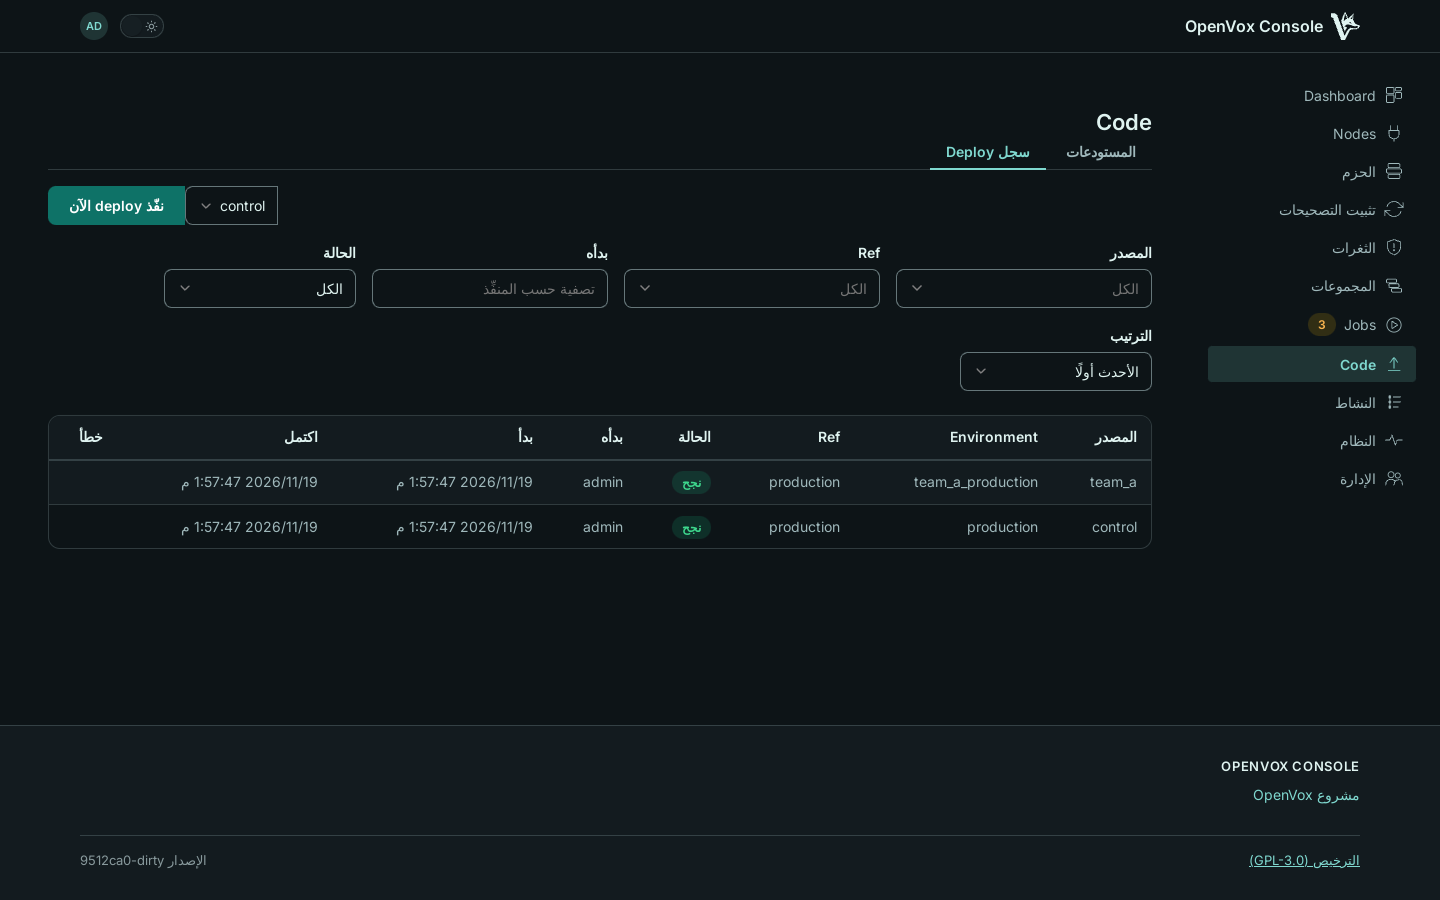 OpenVox Console
AD
Dashboard
Nodes
الحزم
تثبيت التصحيحات
الثغرات
المجموعات
Jobs 3
Code
النشاط
النظام
الإدارة
Code
المستودعات
سجل Deploy
control
نفّذ deploy الآن
المصدر
الكل
Ref
الكل
بدأه
تصفية حسب المنفِّذ
الحالة
الكل
الترتيب
الأحدث أولًا
المصدر Environment Ref الحالة بدأه بدأ اكتمل خطأ
team_a team_a_production production نجح admin 2026/11/19 1:57:47 م 2026/11/19 1:57:47 م
control production production نجح admin 2026/11/19 1:57:47 م 2026/11/19 1:57:47 م
OPENVOX CONSOLE
مشروع OpenVox
الترخيص (GPL-3.0)
الإصدار 9512ca0-dirty